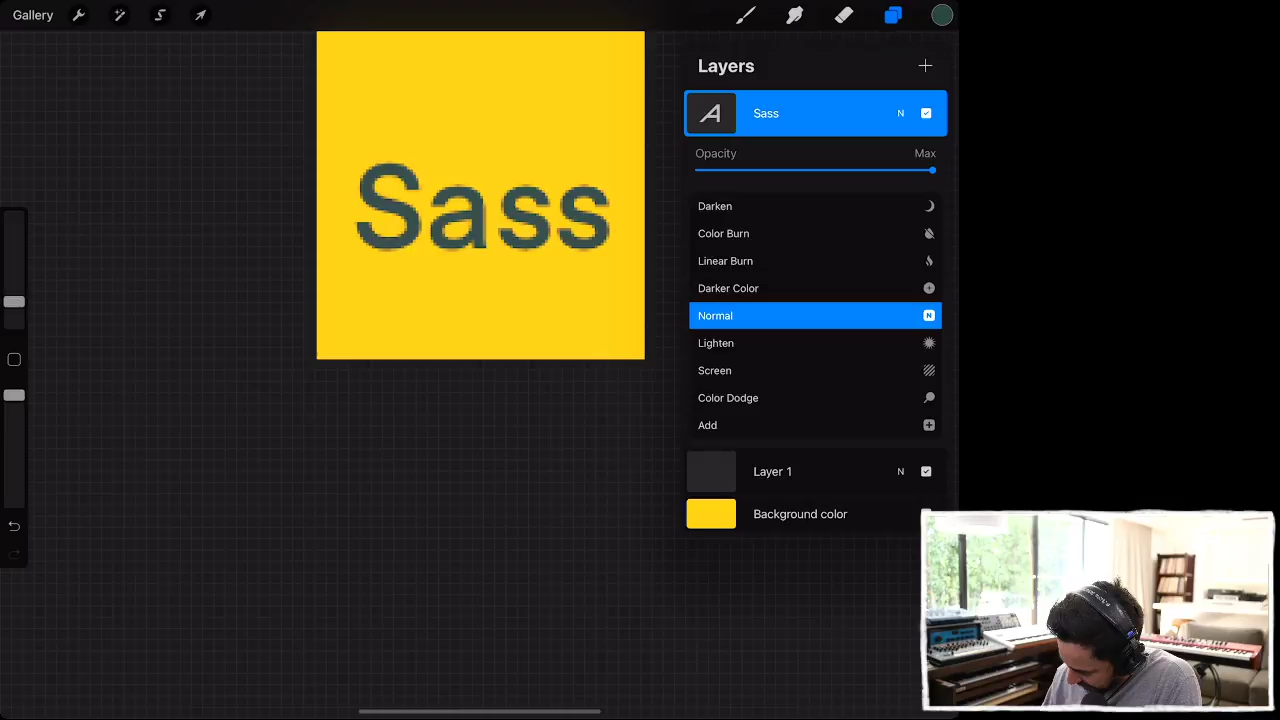 Gallery
Layers
Sass
N
Opacity
Max
Darken
Color Burn
Linear Burn
Darker Color
Normal
N
Lighten
Screen
Color Dodge
Add
Layer 1
N
Background color
Sass